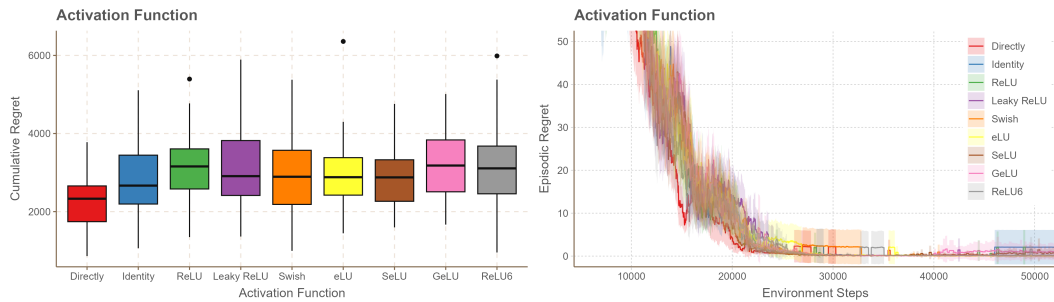 Activation Function
Cumulative Regret
6000
4000
2000
Directly
Identity
ReLU
Leaky ReLU
Swish
eLU
SeLU
GeLU
ReLU6
Activation Function
Activation Function
Episodic Regret
50
40
30
20
10
0
10000
20000
30000
40000
50000
Environment Steps
Directly
Identity
ReLU
Leaky ReLU
Swish
eLU
SeLU
GeLU
ReLU6